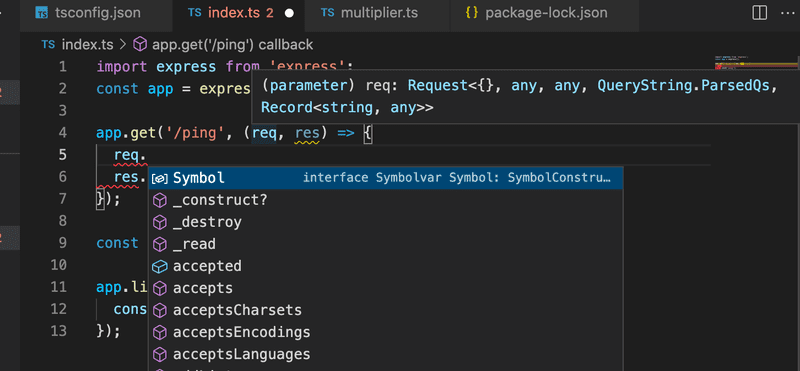 TS tsconfig.json TS index.ts 2 TS multiplier.ts {} package-lock.json
TS index.ts > app.get('/ping') callback
1 import express from 'express';
(parameter) req: Request<{}, any, any, QueryString.ParsedQs,
Record<string, any>>
2 const app = expres
3
4 app.get('/ping', (req, res) => {
5 req.
6 res.
7 });
8
9 const
10
11 app.li
12 cons
13 });
Symbol interface Symbolvar Symbol: SymbolConstru…
_construct?
_destroy
_read
accepted
accepts
acceptsCharsets
acceptsEncodings
acceptsLanguages